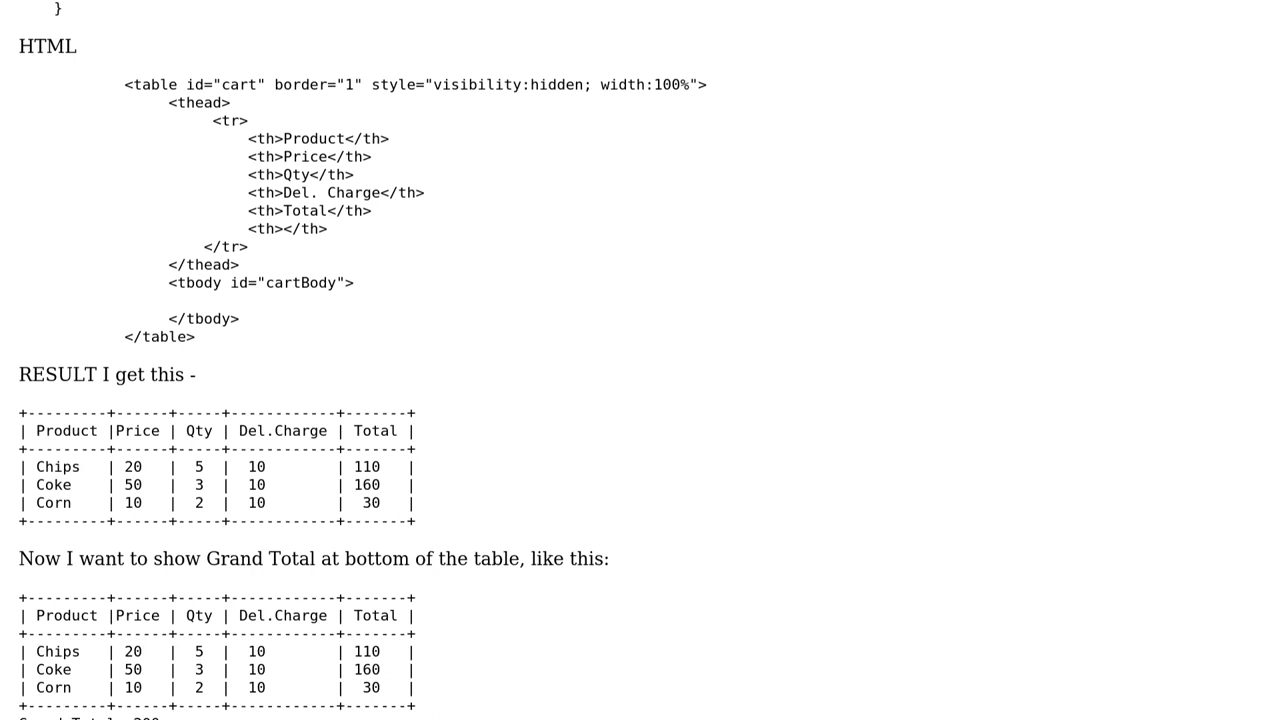 }
HTML
<table id="cart" border="1" style="visibility:hidden; width:100%">
<thead>
<tr>
<th>Product</th>
<th>Price</th>
<th>Qty</th>
<th>Del. Charge</th>
<th>Total</th>
<th></th>
</tr>
</thead>
<tbody id="cartBody">
</tbody>
</table>
RESULT I get this -
+---------+------+-----+------------+-------+
| Product |Price | Qty | Del.Charge | Total |
+---------+------+-----+------------+-------+
| Chips   | 20   |  5  |  10        | 110   |
| Coke    | 50   |  3  |  10        | 160   |
| Corn    | 10   |  2  |  10        |  30   |
+---------+------+-----+------------+-------+
Now I want to show Grand Total at bottom of the table, like this:
+---------+------+-----+------------+-------+
| Product |Price | Qty | Del.Charge | Total |
+---------+------+-----+------------+-------+
| Chips   | 20   |  5  |  10        | 110   |
| Coke    | 50   |  3  |  10        | 160   |
| Corn    | 10   |  2  |  10        |  30   |
+---------+------+-----+------------+-------+